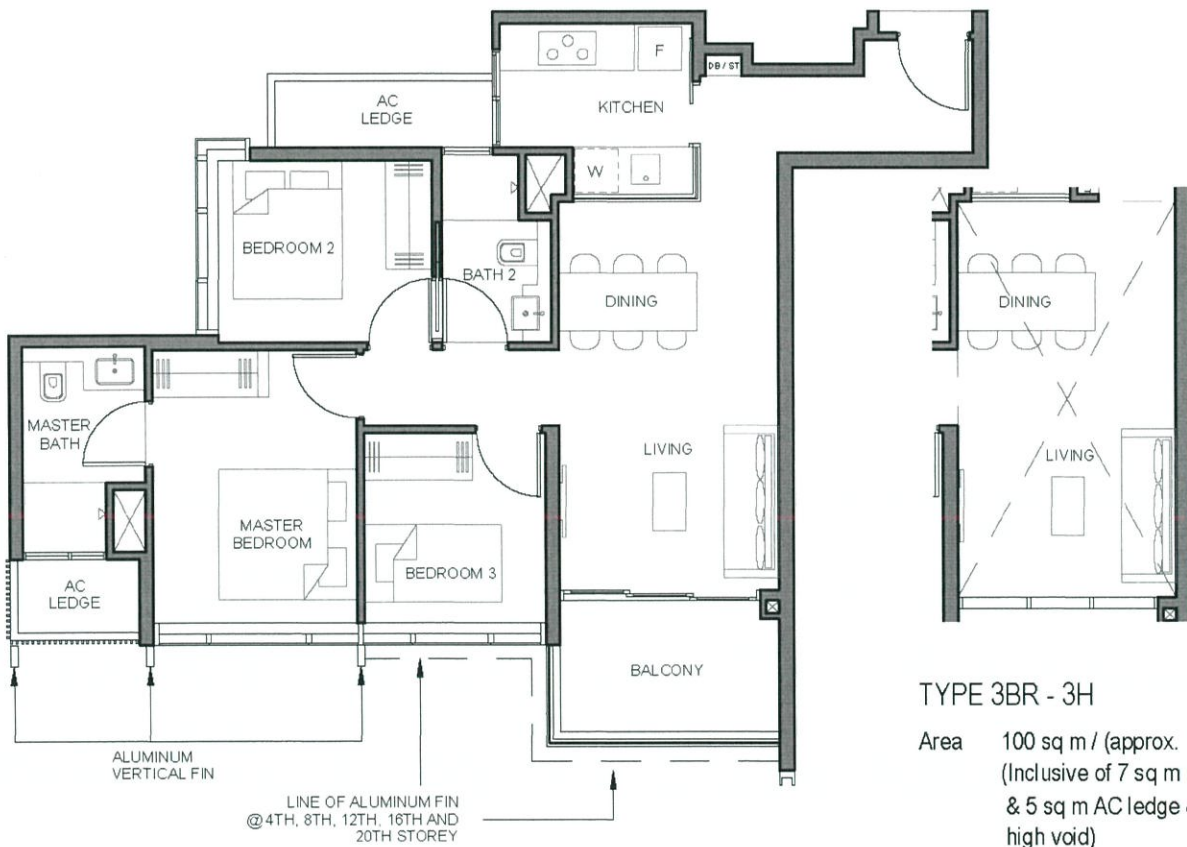 F
DB / ST
AC
LEDGE
KITCHEN
W
BEDROOM 2
BATH 2
DINING
DINING
MASTER
BATH
LIVING
LIVING
MASTER
BEDROOM
BEDROOM 3
AC
LEDGE
BALCONY
ALUMINUM
VERTICAL FIN
LINE OF ALUMINUM FIN
@ 4TH, 8TH, 12TH, 16TH AND
20TH STOREY
TYPE 3BR - 3H
Area 100 sq m / (approx.
(Inclusive of 7 sq m
& 5 sq m AC ledge
high void)